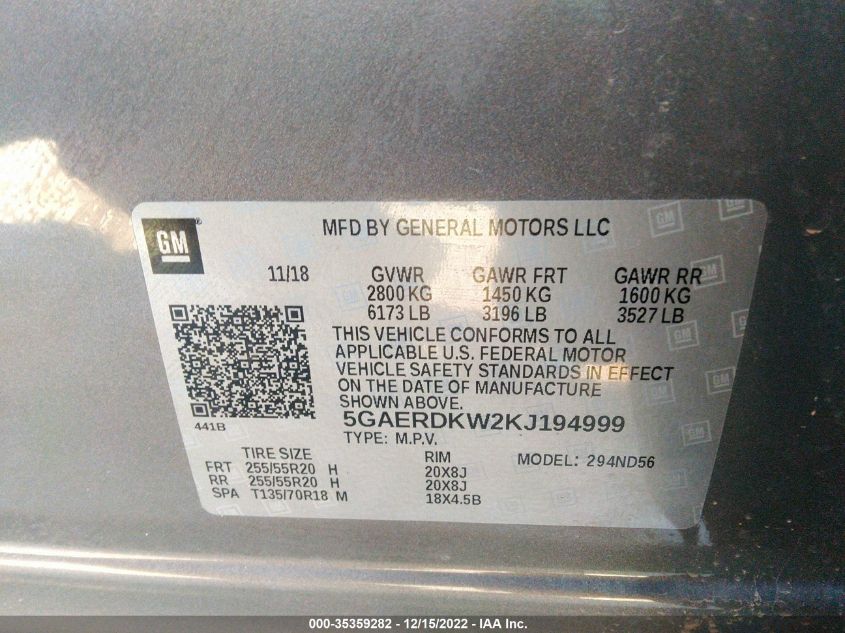 GM
MFD BY GENERAL MOTORS LLC
11/18 GVWR GAWR FRT GAWR RR
2800 KG 1450 KG 1600 KG
6173 LB 3196 LB 3527 LB
THIS VEHICLE CONFORMS TO ALL
APPLICABLE U.S. FEDERAL MOTOR
VEHICLE SAFETY STANDARDS IN EFFECT
ON THE DATE OF MANUFACTURE
SHOWN ABOVE.
441B
5GAERDKW2KJ194999
TYPE: M.P.V.
TIRE SIZE RIM MODEL: 294ND56
FRT 255/55R20 H 20X8J
RR 255/55R20 H 20X8J
SPA T135/70R18 M 18X4.5B
000-35359282 - 12/15/2022 - IAA Inc.